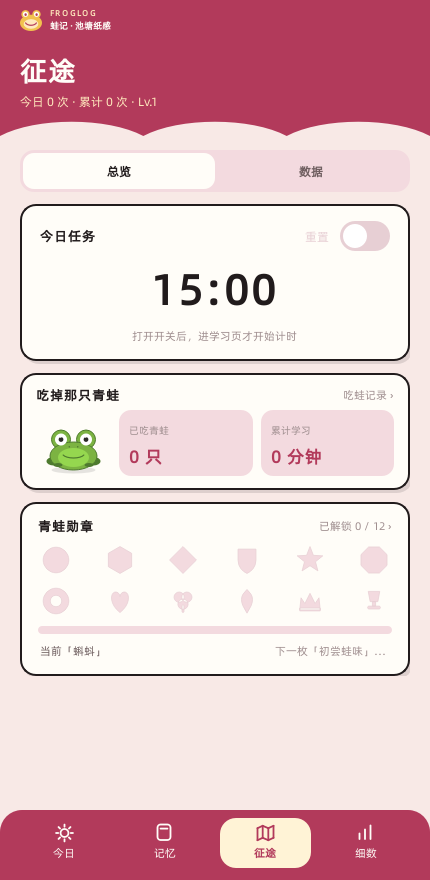 FROGLOG
蛙记·池塘纸感
征途
今日 0 次·累计 0 次·Lv.1
总览
数据
今日任务
重置
15:00
打开开关后，进学习页才开始计时
吃掉那只青蛙
吃蛙记录 ›
已吃青蛙
累计学习
0 只
0 分钟
青蛙勋章
已解锁 0 / 12 ›
当前「蝌蚪」
下一枚「初尝蛙味」...
今日
记忆
征途
细数